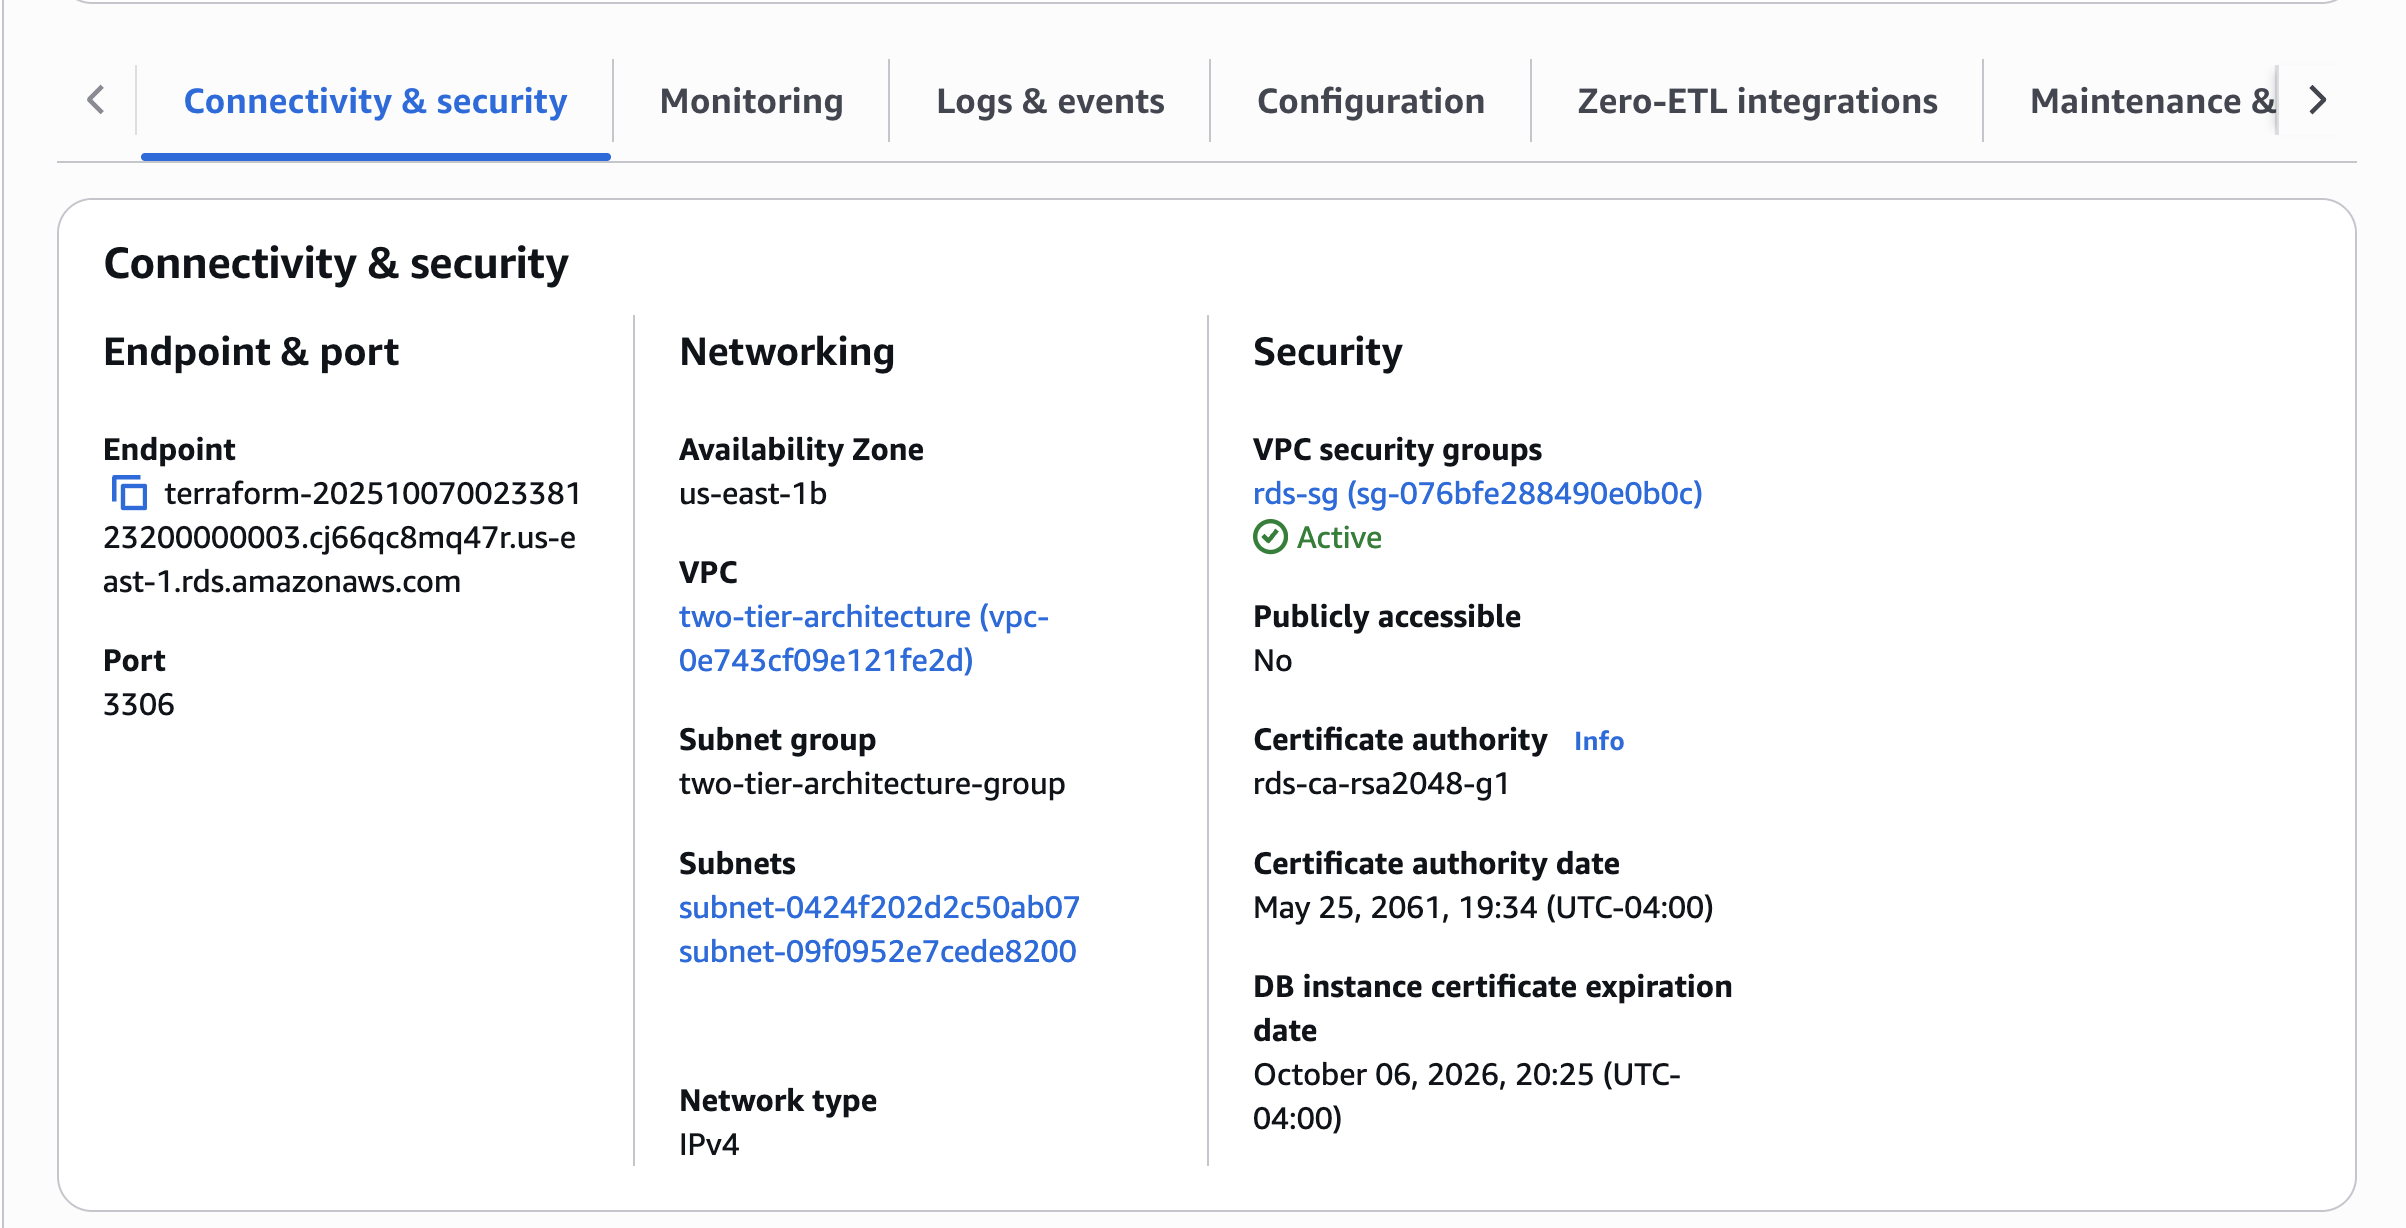 Connectivity & security
Monitoring
Logs & events
Configuration
Zero-ETL integrations
Maintenance &
Connectivity & security
Endpoint & port
Endpoint
terraform-202510070023381
23200000003.cj66qc8mq47r.us-e
ast-1.rds.amazonaws.com
Port
3306
Networking
Availability Zone
us-east-1b
VPC
two-tier-architecture (vpc-
0e743cf09e121fe2d)
Subnet group
two-tier-architecture-group
Subnets
subnet-0424f202d2c50ab07
subnet-09f0952e7cede8200
Network type
IPv4
Security
VPC security groups
rds-sg (sg-076bfe288490e0b0c)
Active
Publicly accessible
No
Certificate authority Info
rds-ca-rsa2048-g1
Certificate authority date
May 25, 2061, 19:34 (UTC-04:00)
DB instance certificate expiration
date
October 06, 2026, 20:25 (UTC-
04:00)